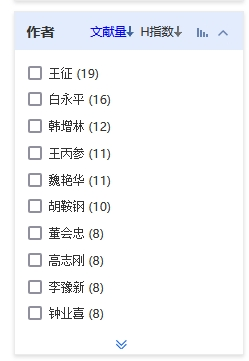 作者 文献量 H指数
王征 (19)
白永平 (16)
韩增林 (12)
王丙参 (11)
魏艳华 (11)
胡鞍钢 (10)
董会忠 (8)
高志刚 (8)
李豫新 (8)
钟业喜 (8)